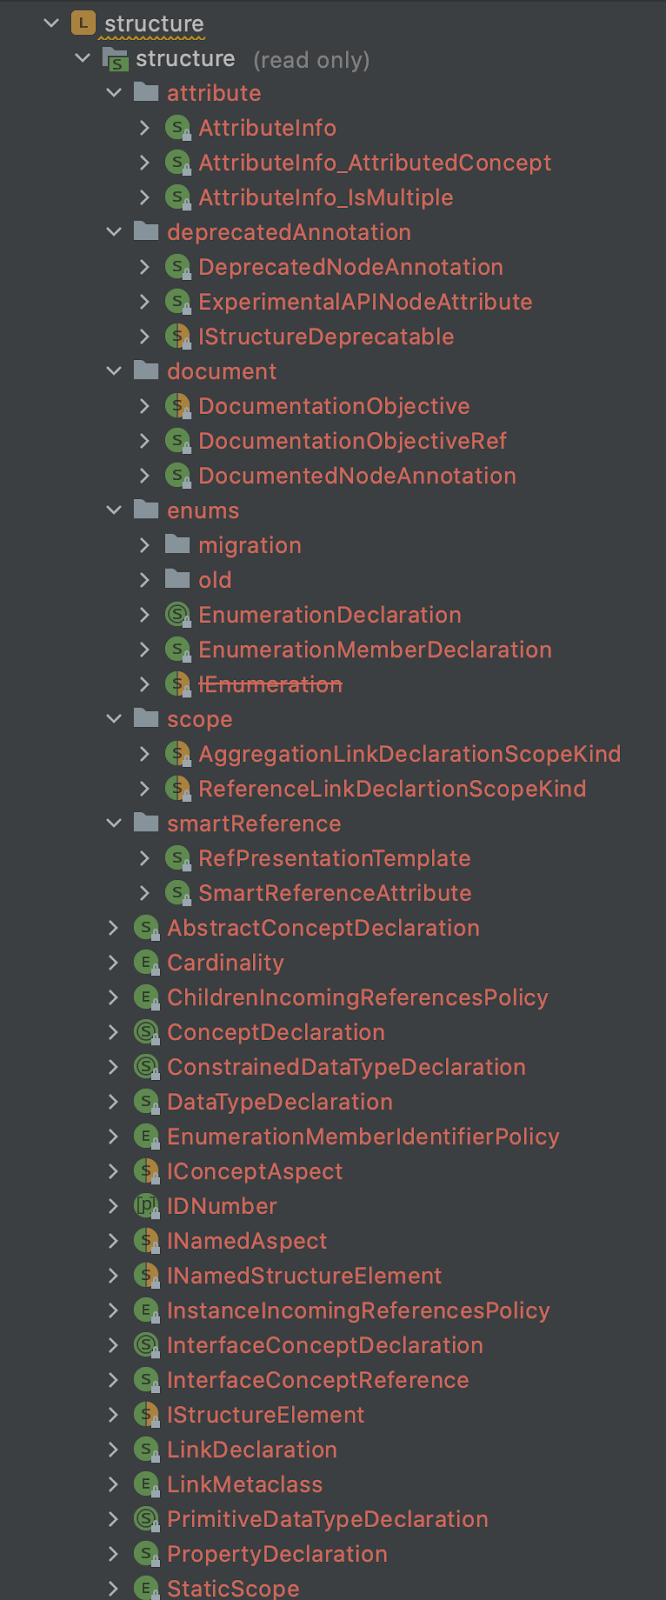 L structure
S structure (read only)
attribute
S AttributeInfo
S AttributeInfo_AttributedConcept
S AttributeInfo_IsMultiple
deprecatedAnnotation
S DeprecatedNodeAnnotation
S ExperimentalAPINodeAttribute
S IStructureDeprecatable
document
S DocumentationObjective
S DocumentationObjectiveRef
S DocumentedNodeAnnotation
enums
migration
old
S EnumerationDeclaration
S EnumerationMemberDeclaration
S IEnumeration
scope
S AggregationLinkDeclarationScopeKind
S ReferenceLinkDeclartionScopeKind
smartReference
S RefPresentationTemplate
S SmartReferenceAttribute
S AbstractConceptDeclaration
E Cardinality
E ChildrenIncomingReferencesPolicy
S ConceptDeclaration
S ConstrainedDataTypeDeclaration
S DataTypeDeclaration
E EnumerationMemberIdentifierPolicy
S IConceptAspect
[p] IDNumber
S INamedAspect
S INamedStructureElement
E InstanceIncomingReferencesPolicy
S InterfaceConceptDeclaration
S InterfaceConceptReference
S IStructureElement
S LinkDeclaration
E LinkMetaclass
S PrimitiveDataTypeDeclaration
S PropertyDeclaration
E StaticScope